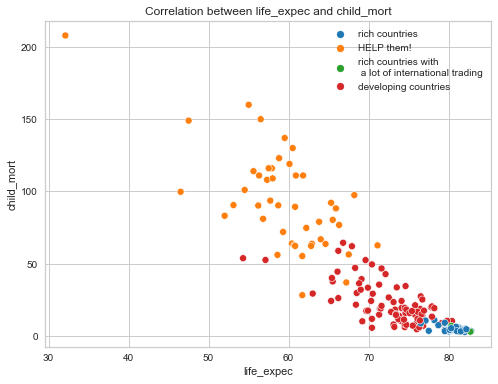 Correlation between life_expec and child_mort
rich countries
HELP them!
rich countries with
a lot of international trading
developing countries
child_mort
200
150
100
50
0
30
40
50
60
70
80
life_expec